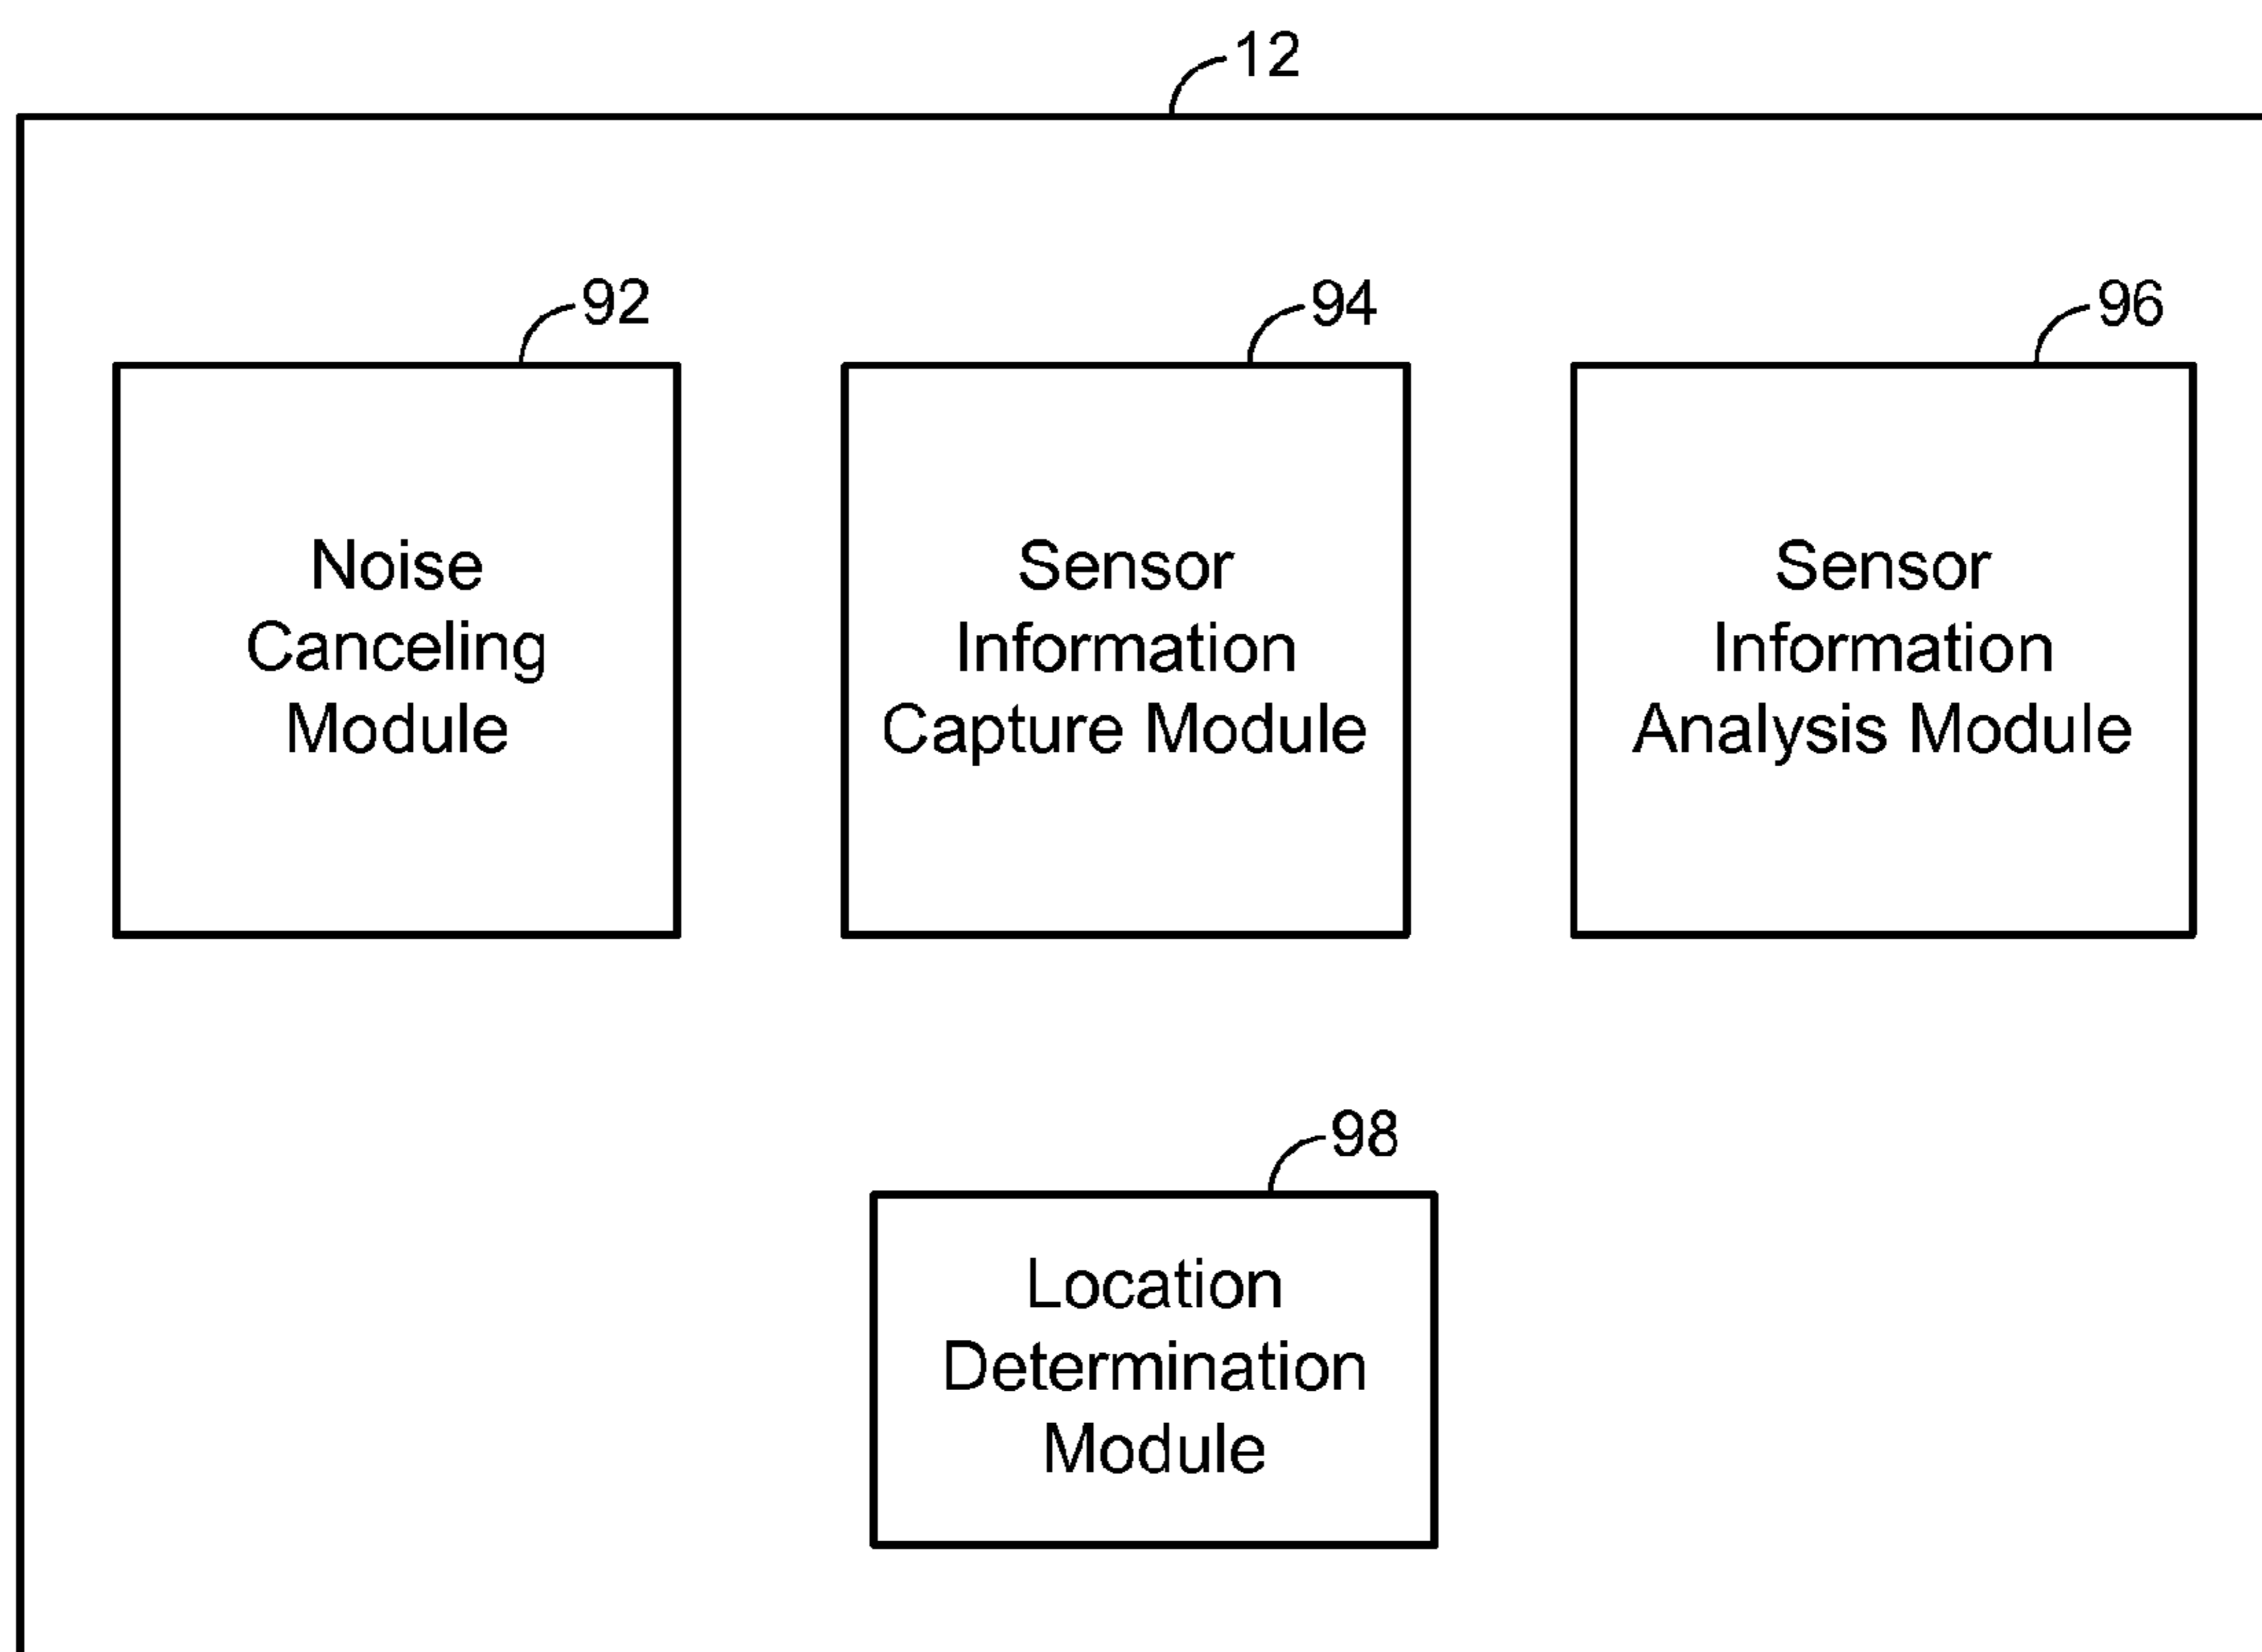 12
92
Noise
Canceling
Module
94
Sensor
Information
Capture Module
96
Sensor
Information
Analysis Module
98
Location
Determination
Module